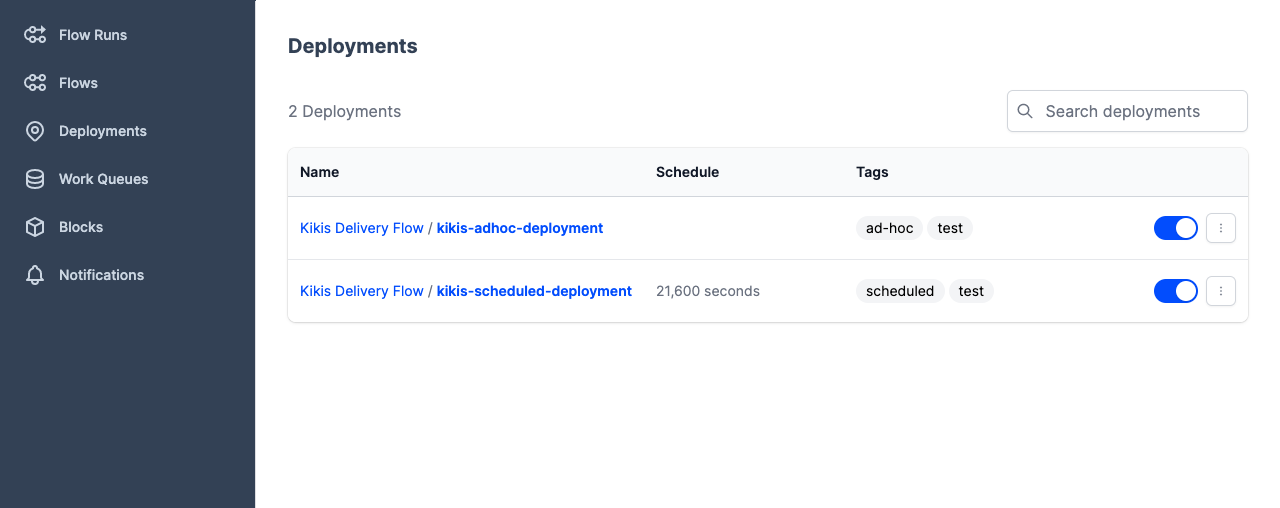 Flow Runs
Flows
Deployments
Work Queues
Blocks
Notifications
Deployments
2 Deployments
Search deployments
Name Schedule Tags
Kikis Delivery Flow / kikis-adhoc-deployment ad-hoc test
Kikis Delivery Flow / kikis-scheduled-deployment 21,600 seconds scheduled test